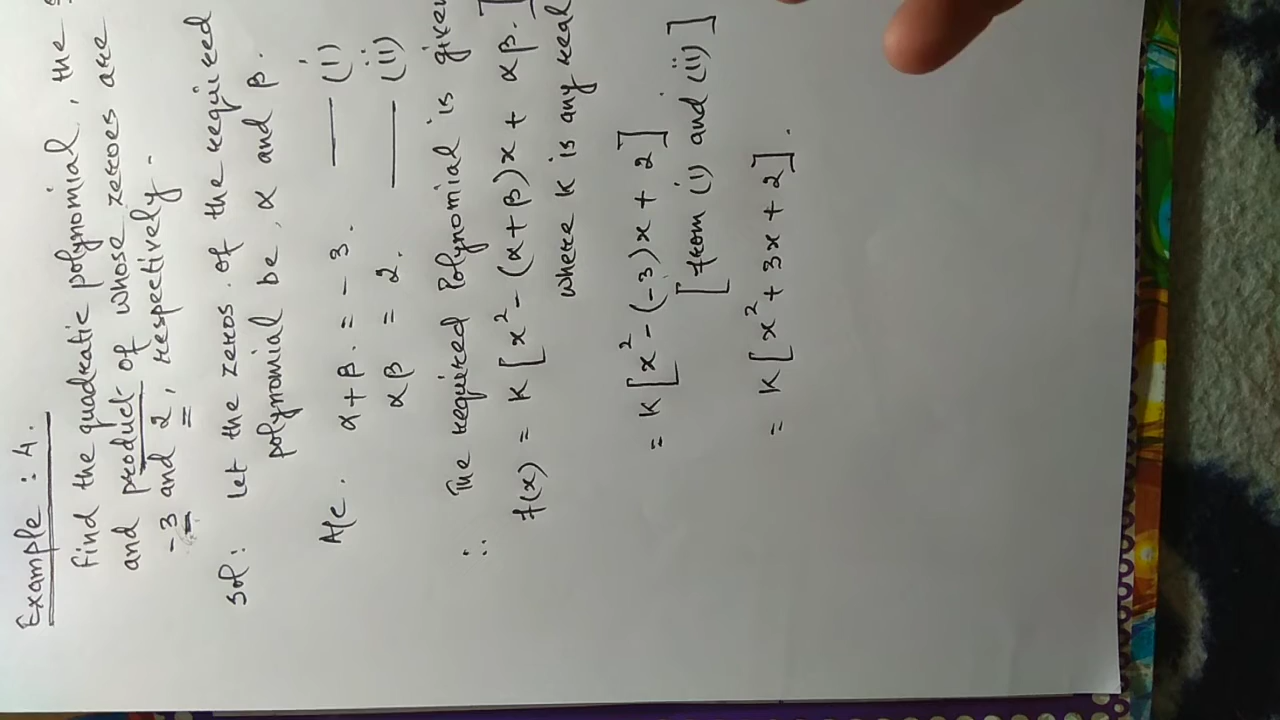 Example : 4.
Find the quadratic polynomial, the
and product of whose zeroes are
-3 and 2, respectively.
Sol: Let the zeros of the required
polynomial be, α and β.
A/c. α + β. = - 3. —— (i)
αβ = 2. —— (ii)
∴ The required Polynomial is given
f(x) = K [x² - (α + β)x + αβ.]
where K is any real
= K [x² - (-3)x + 2]
[from (i) and (ii)]
= K [x² + 3x + 2].